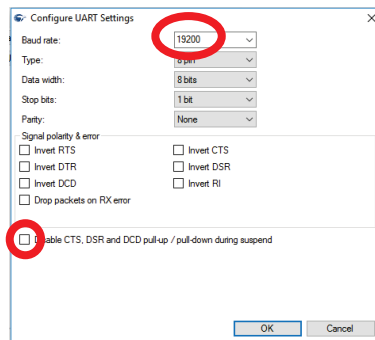 Configure UART Settings
Baud rate: 19200
Type: 8 pin
Data width: 8 bits
Stop bits: 1 bit
Parity: None
Signal polarity & error
Invert RTS Invert CTS
Invert DTR Invert DSR
Invert DCD Invert RI
Drop packets on RX error
Disable CTS, DSR and DCD pull-up / pull-down during suspend
OK Cancel